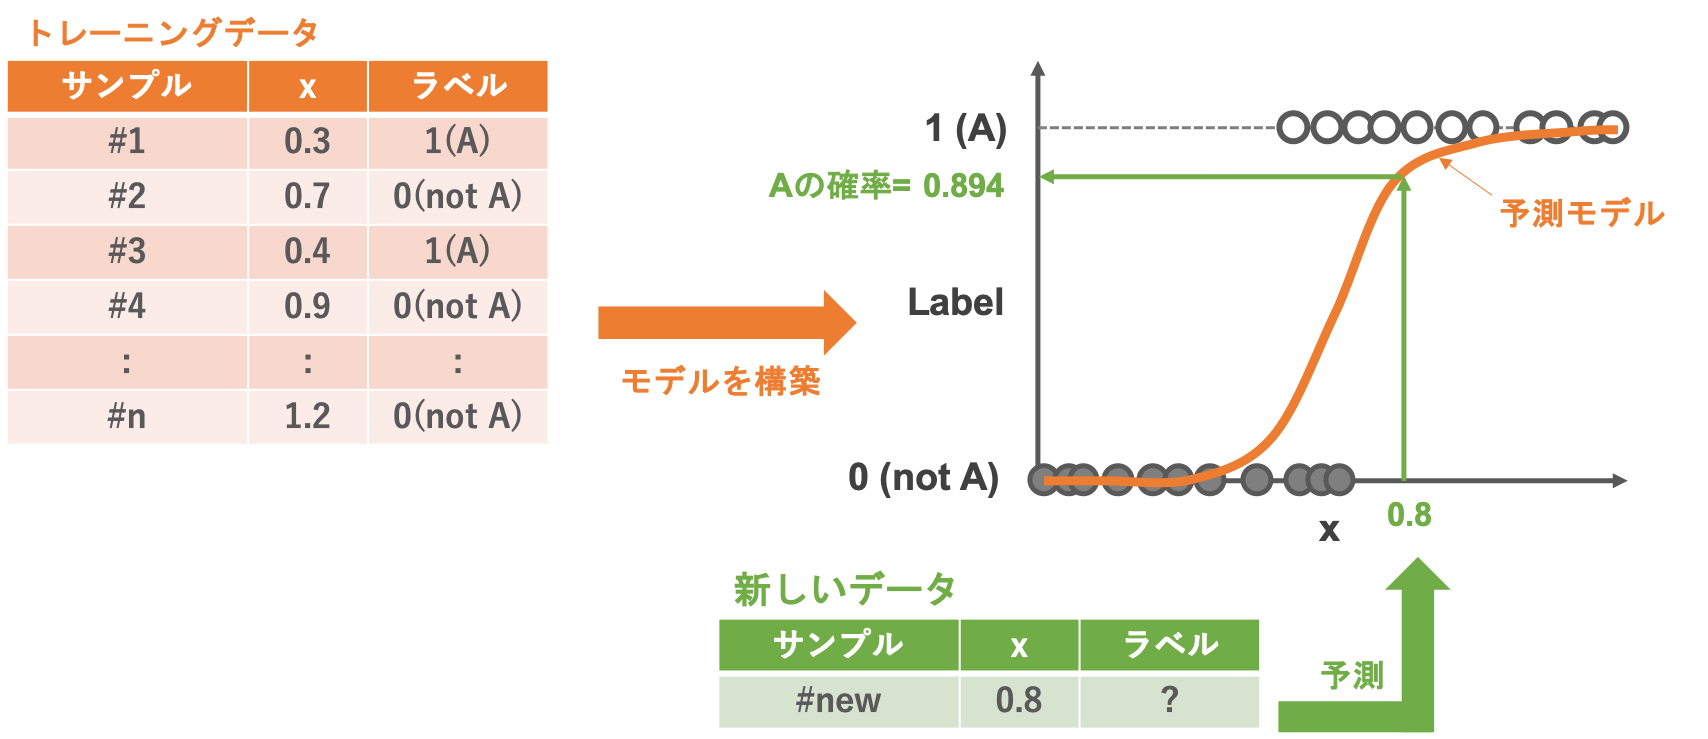 トレーニングデータ
サンプル x ラベル
#1 0.3 1(A)
#2 0.7 0(not A)
#3 0.4 1(A)
#4 0.9 0(not A)
: : :
#n 1.2 0(not A)
モデルを構築
1 (A)
Aの確率= 0.894
予測モデル
Label
0 (not A)
x
0.8
新しいデータ
サンプル x ラベル
#new 0.8 ?
予測